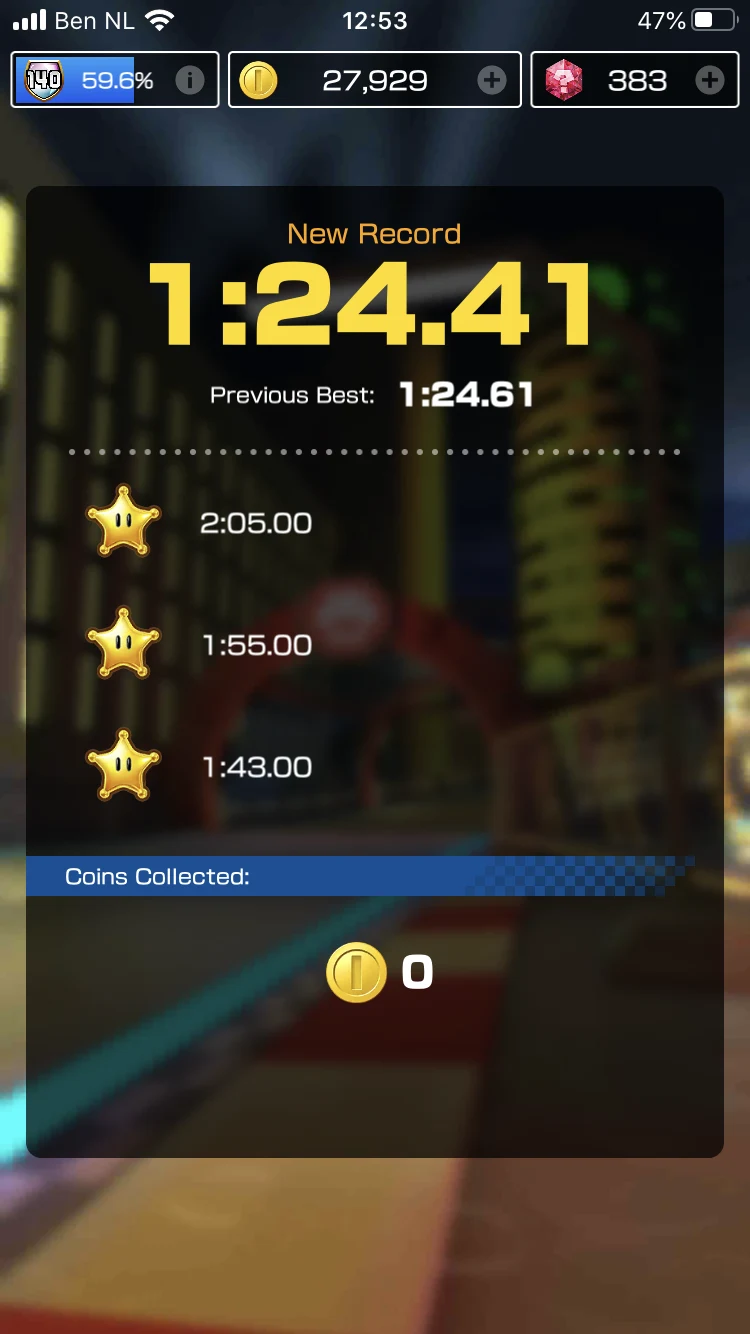 Ben NL 12:53 47%
140 59.6% i 27,929 + ? 383 +
New Record
1:24.41
Previous Best: 1:24.61
2:05.00
1:55.00
1:43.00
Coins Collected:
0